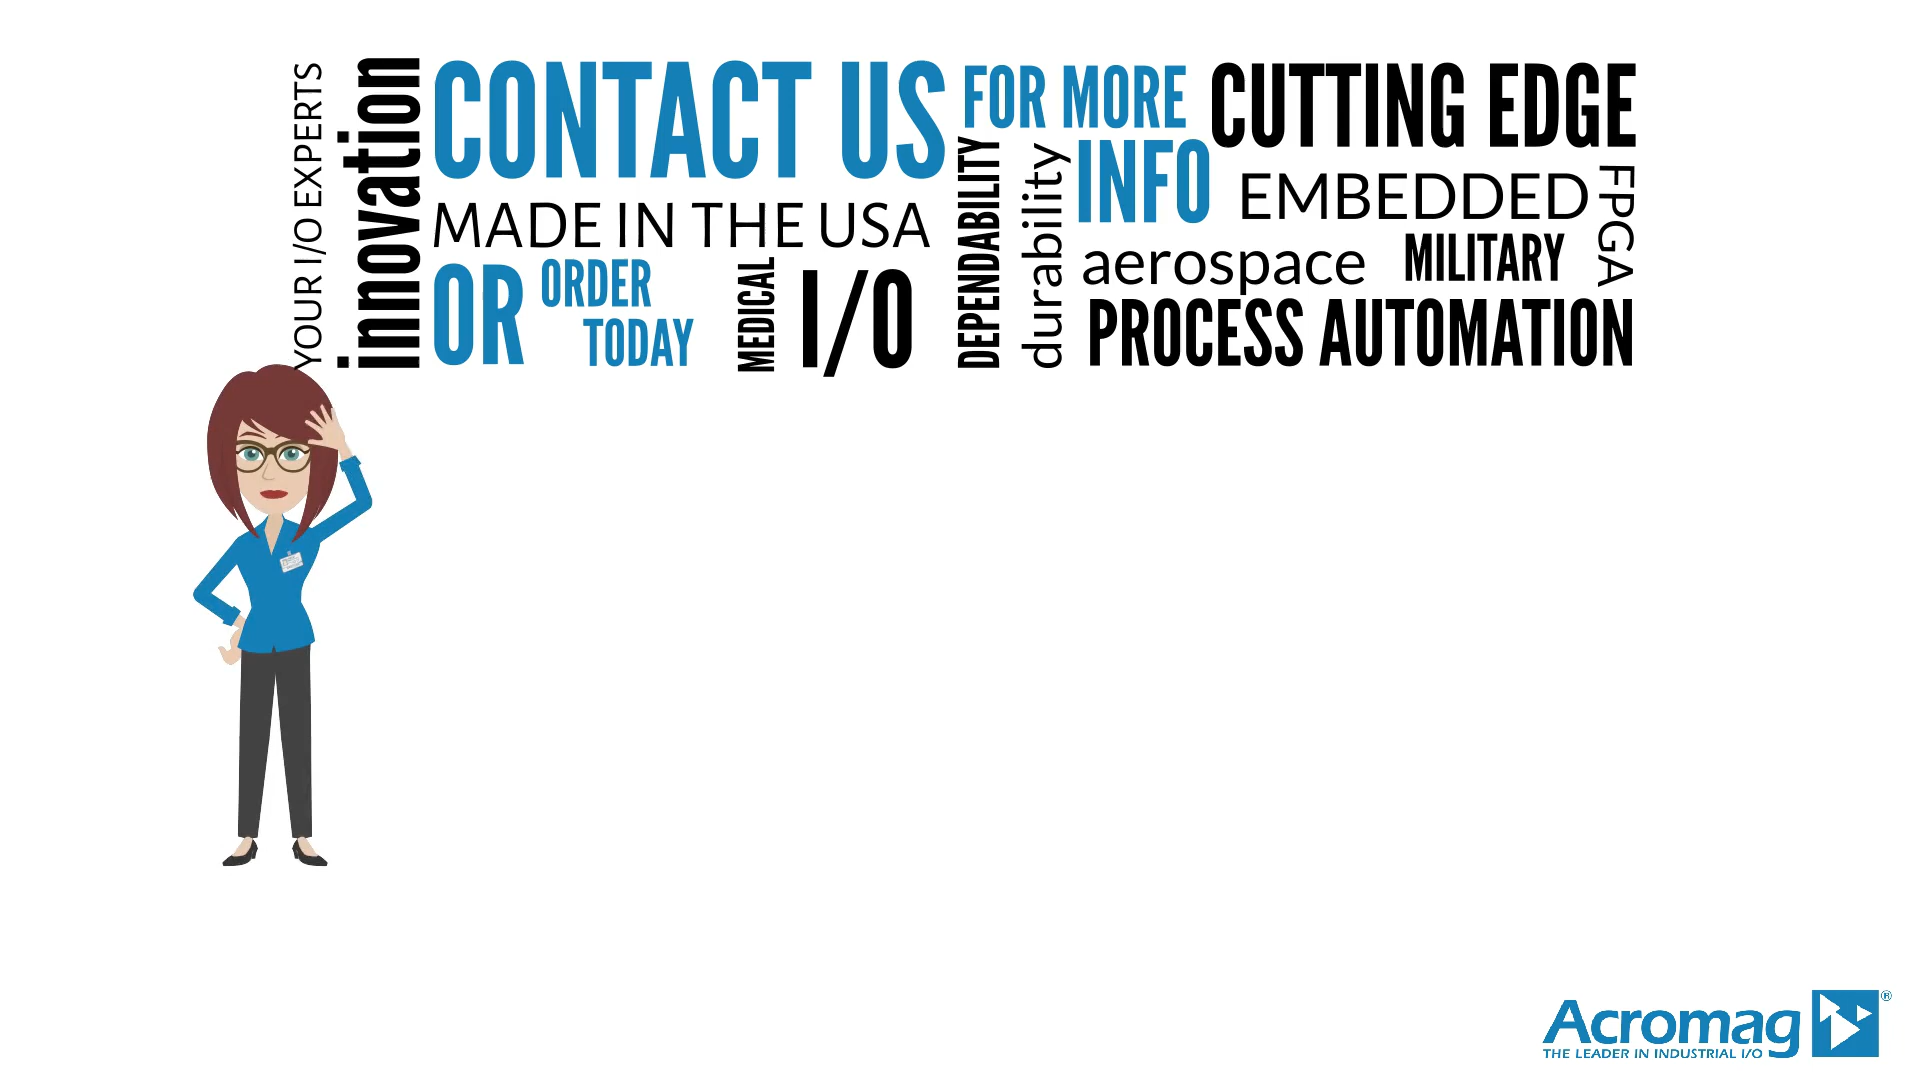 YOUR I/O EXPERTS
innovation
CONTACT US
FOR MORE
INFO
CUTTING EDGE
MADE IN THE USA
DEPENDABILITY
durability
EMBEDDED
FPGA
aerospace
MILITARY
OR
ORDER
TODAY
MEDICAL
I/O
PROCESS AUTOMATION
Acromag ®
THE LEADER IN INDUSTRIAL I/O